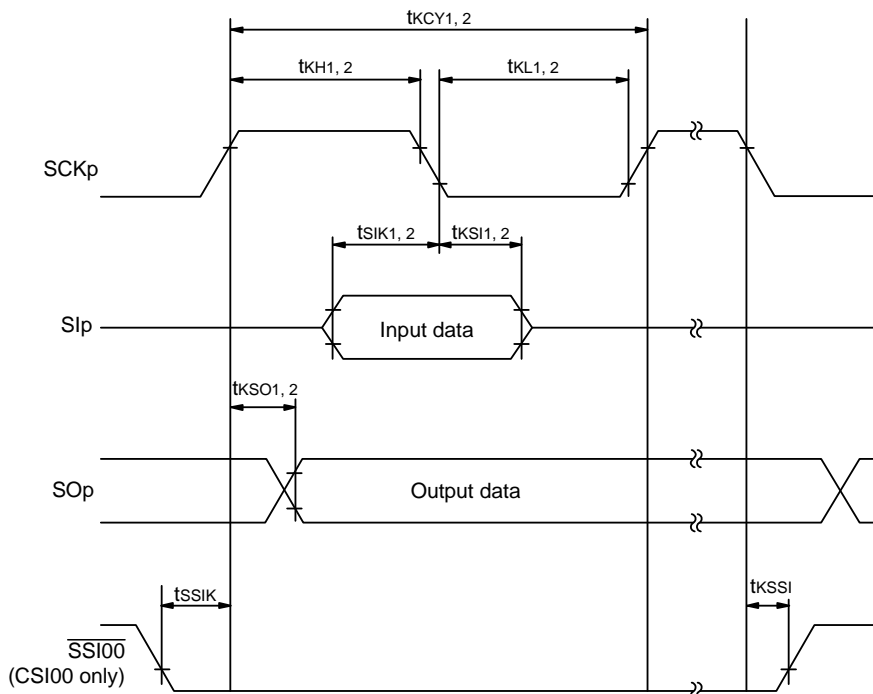 tKCY1, 2
tKH1, 2
tKL1, 2
SCKp
tSIK1, 2
tKSI1, 2
SIp
Input data
tKSO1, 2
SOp
Output data
tSSIK
tKSSI
SSI00
(CSI00 only)